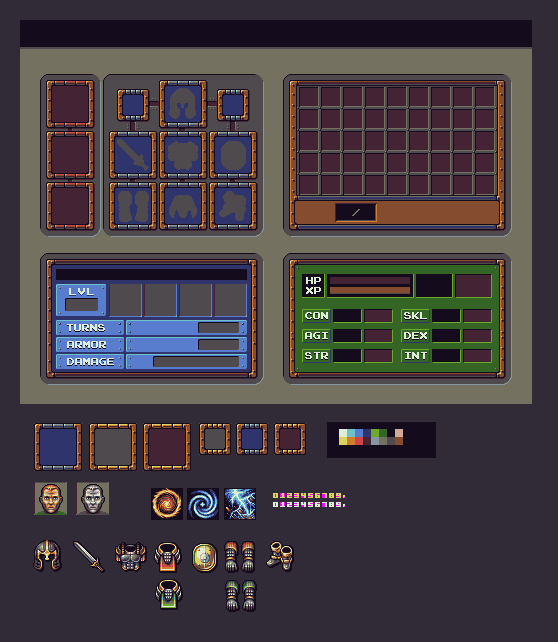 /
LVL
TURNS
ARMOR
DAMAGE
HP
XP
CON SKL
AGI DEX
STR INT
0123456789,
0123456789,